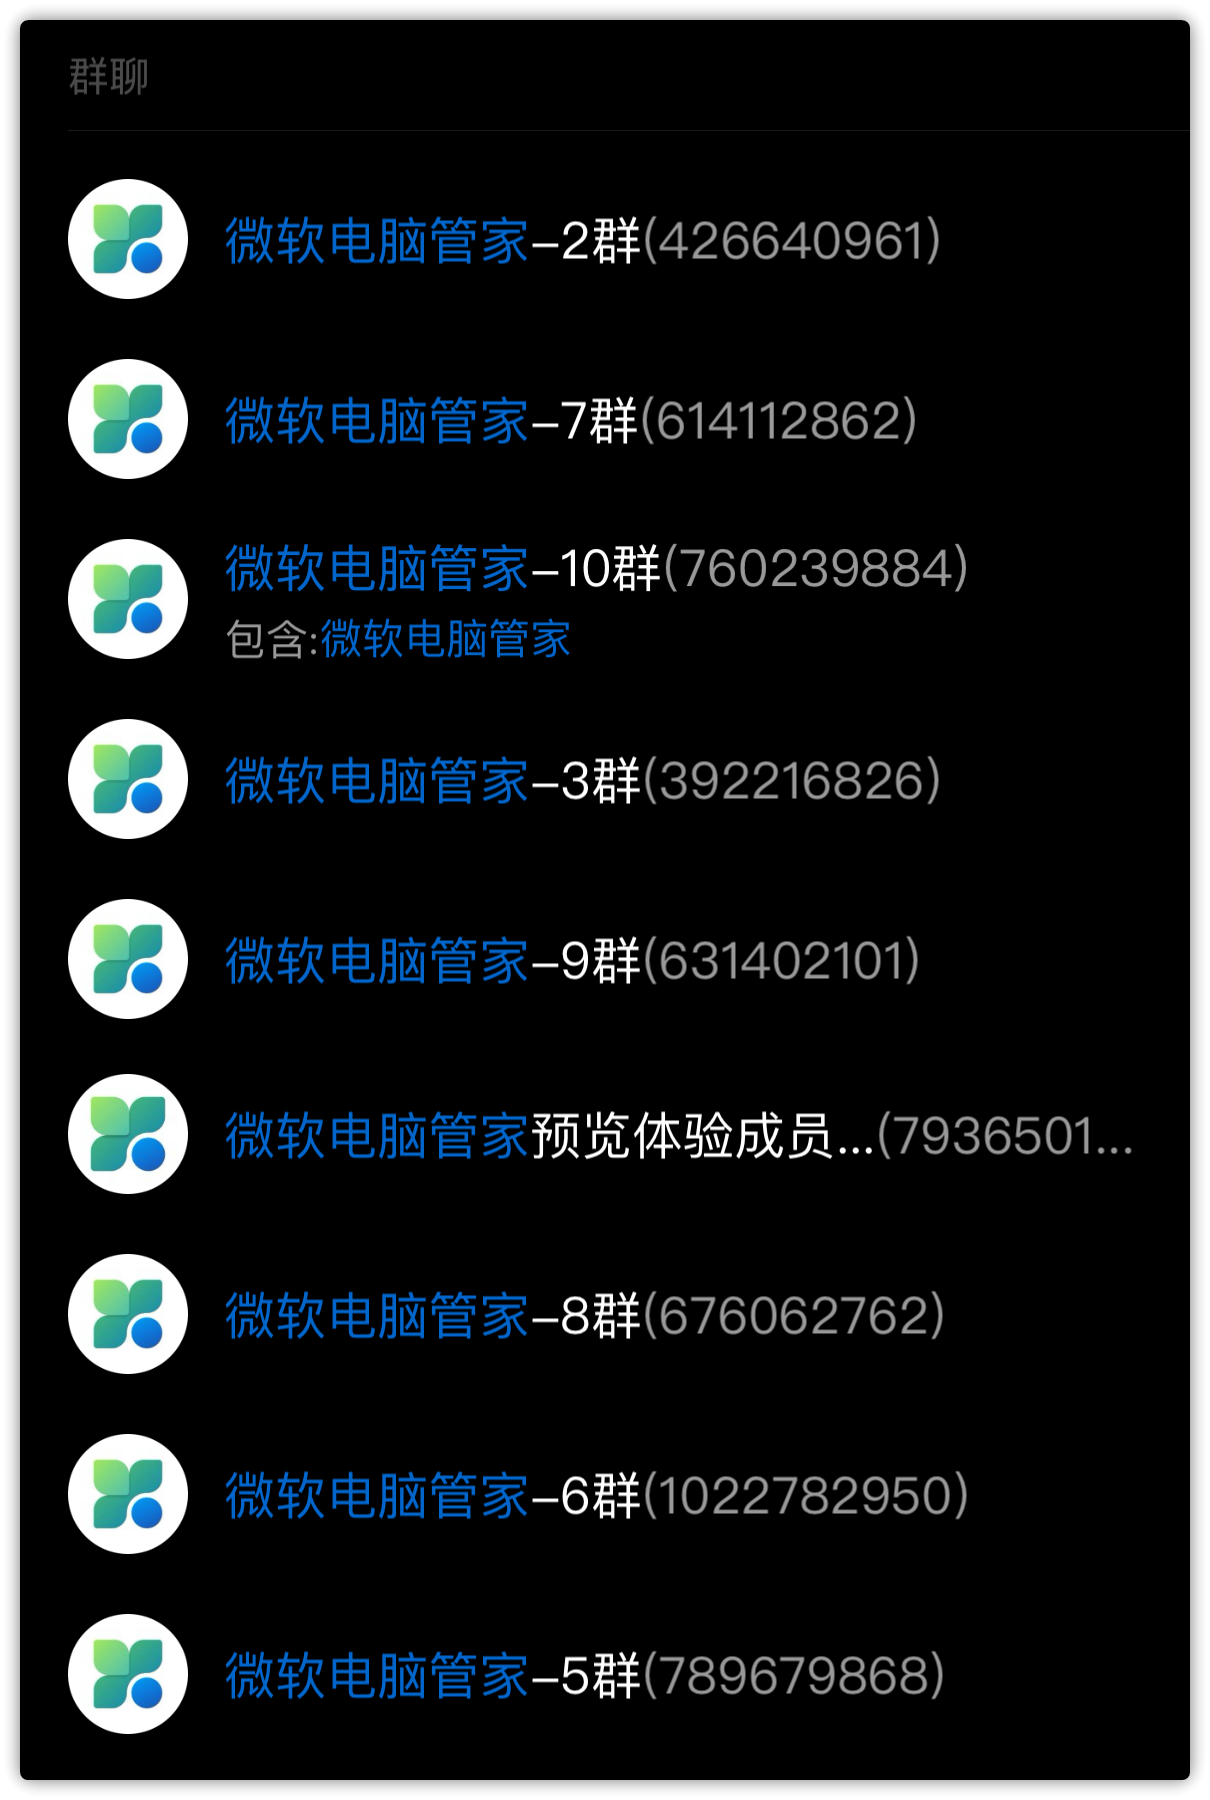 群聊
微软电脑管家-2群(426640961)
微软电脑管家-7群(614112862)
微软电脑管家-10群(760239884)
包含:微软电脑管家
微软电脑管家-3群(392216826)
微软电脑管家-9群(631402101)
微软电脑管家预览体验成员...(7936501...
微软电脑管家-8群(676062762)
微软电脑管家-6群(1022782950)
微软电脑管家-5群(789679868)